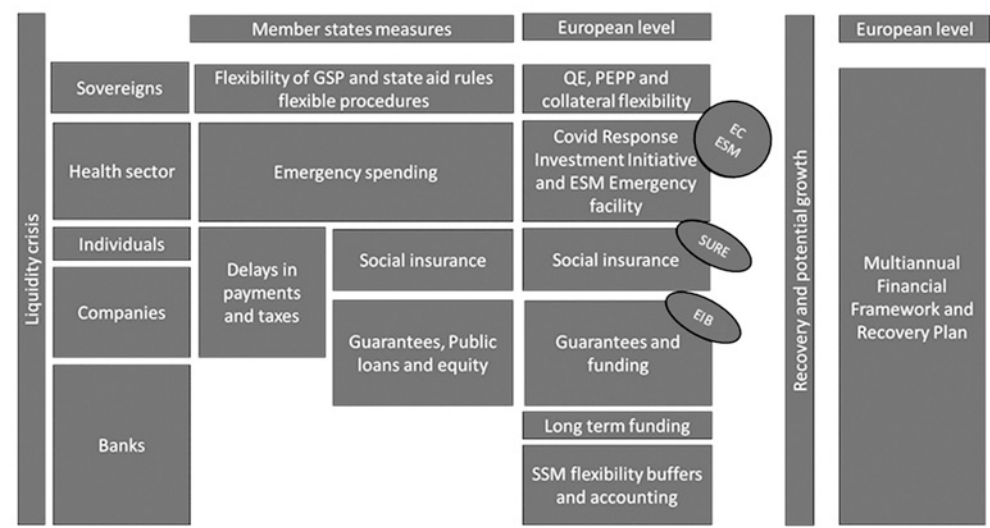 Member states measures
European level
European level
Liquidity crisis
Sovereigns
Flexibility of GSP and state aid rules
flexible procedures
QE, PEPP and
collateral flexibility
EC
ESM
Health sector
Emergency spending
Covid Response
Investment Initiative
and ESM Emergency
facility
Individuals
Companies
Delays in
payments
and taxes
Social insurance
Social insurance
SURE
Guarantees, Public
loans and equity
Guarantees and
funding
EIB
Banks
Long term funding
SSM flexibility buffers
and accounting
Recovery and potential growth
Multiannual
Financial
Framework and
Recovery Plan